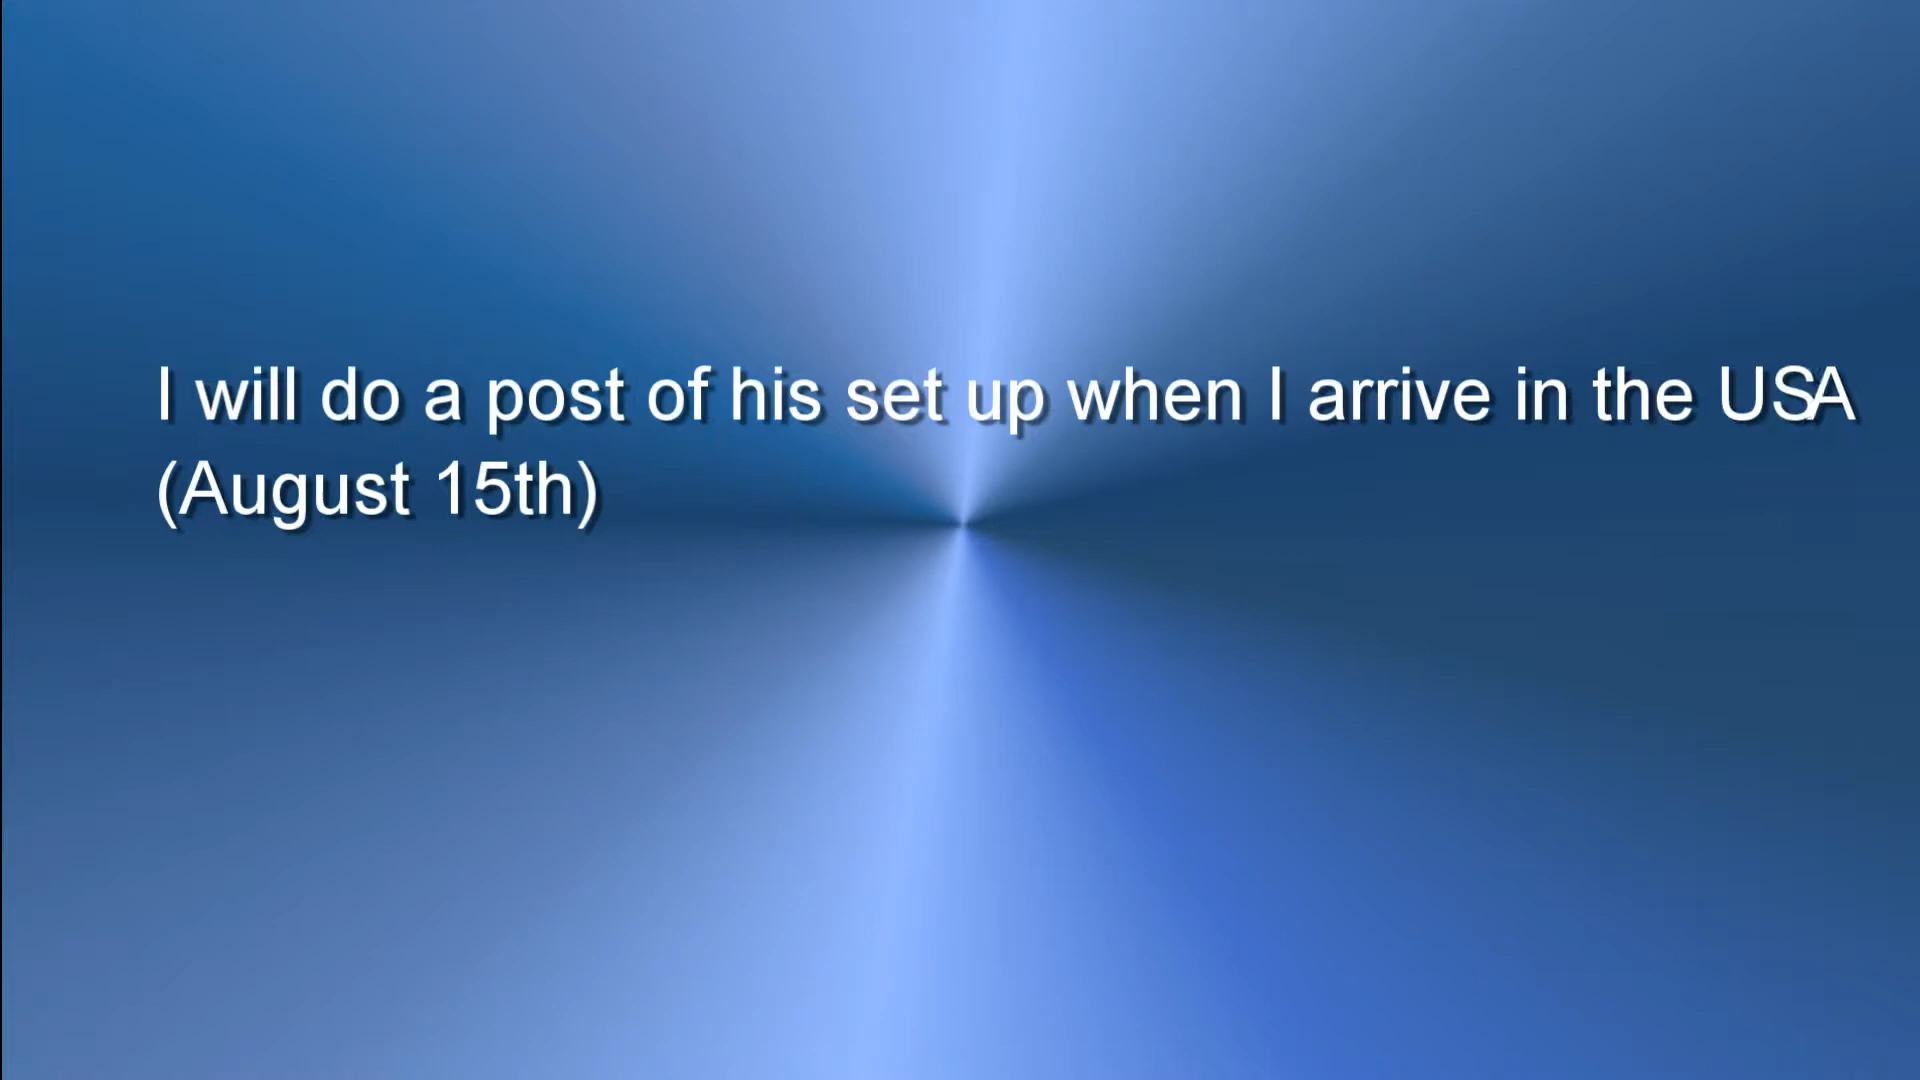 I will do a post of his set up when I arrive in the USA
(August 15th)